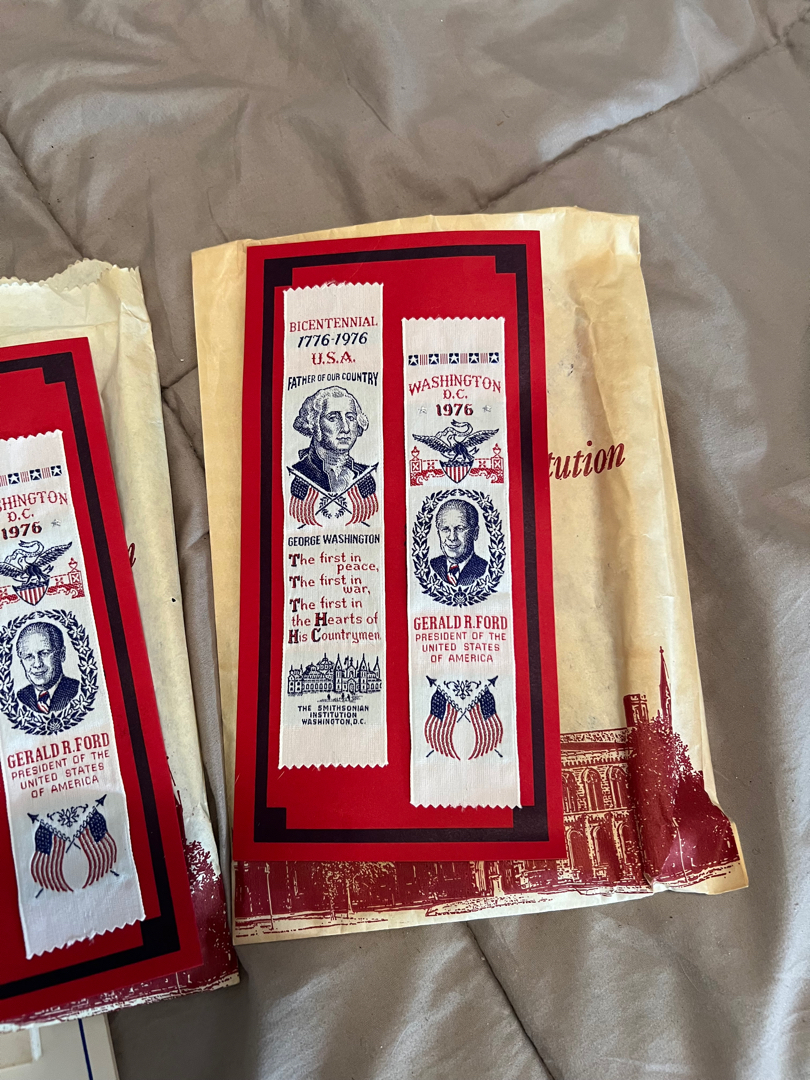 BICENTENNIAL
1776-1976
U.S.A.
FATHER OF OUR COUNTRY
GEORGE WASHINGTON
The first in
peace,
The first in
war,
The first in
the Hearts of
His Countrymen.
THE SMITHSONIAN
INSTITUTION
WASHINGTON, D.C.
WASHINGTON
D.C.
1976
GERALD R. FORD
PRESIDENT OF THE
UNITED STATES
OF AMERICA
tution
SHINGTON
D.C.
1976
GERALD R. FORD
PRESIDENT OF THE
UNITED STATES
OF AMERICA
n